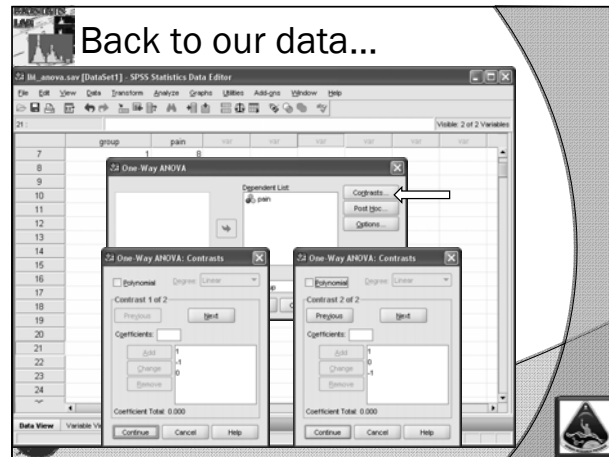 Back to our data...
[DataSet1] - SPSS Statistics Data Editor
File Edit View Data Transform Analyze Graphs Utilities Add-ons Window Help
21 : Visible: 2 of 2 Variables
group pain var var var var var var
7 1 8
8
9
10
11
12
13
14
15
16
17
18
19
20
21
22
23
24
One-Way ANOVA
Dependent List:
pain
Contrasts...
Post Hoc...
Options...
One-Way ANOVA: Contrasts
Polynomial Degree: Linear
Contrast 1 of 2
Previous Next
Coefficients:
Add
Change
Remove
1
-1
0
Coefficient Total: 0.000
Continue Cancel Help
One-Way ANOVA: Contrasts
Polynomial Degree: Linear
Contrast 2 of 2
Previous Next
Coefficients:
Add
Change
Remove
1
0
-1
Coefficient Total: 0.000
Continue Cancel Help
Data View